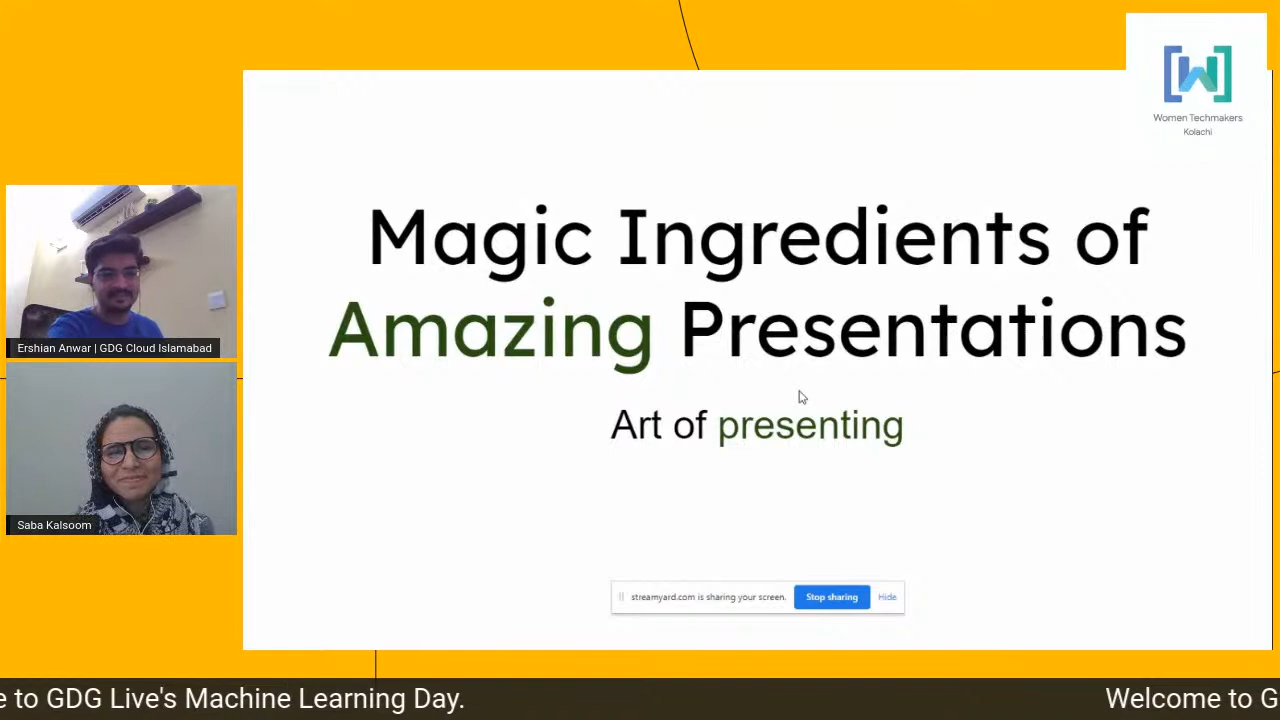 Women Techmakers
Kolachi
Magic Ingredients of
Amazing Presentations
Art of presenting
Ershian Anwar | GDG Cloud Islamabad
Saba Kalsoom
streamyard.com is sharing your screen.
Stop sharing
Hide
e to GDG Live's Machine Learning Day.
Welcome to G